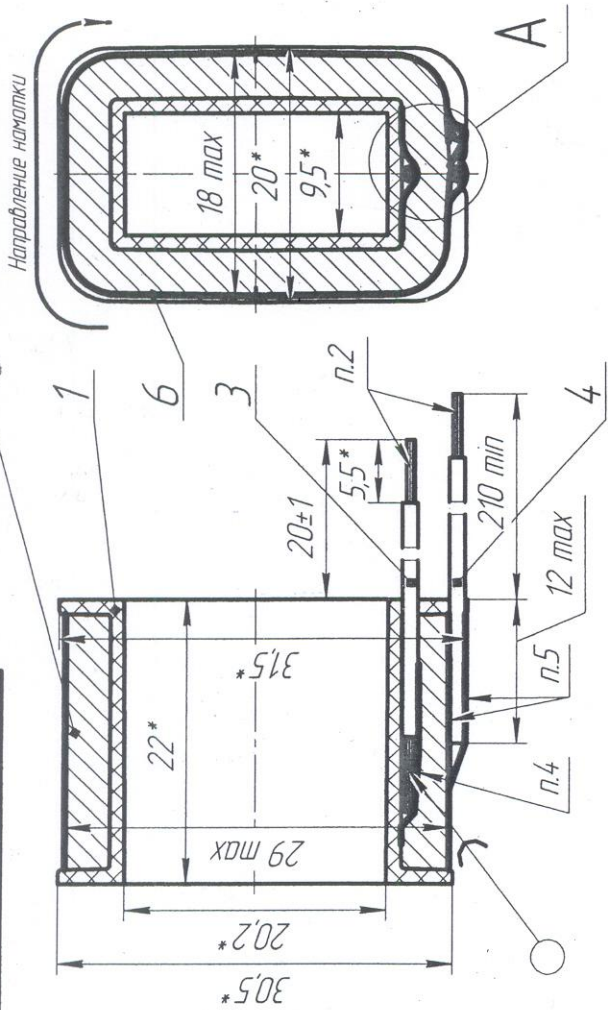 Направление намотки
18 max
20*
9,5*
А
1
6
3
п.2
20±1
5,5*
31,5*
22*
29 max
20,2*
30,5*
210 min
4
12 max
п.5
п.4